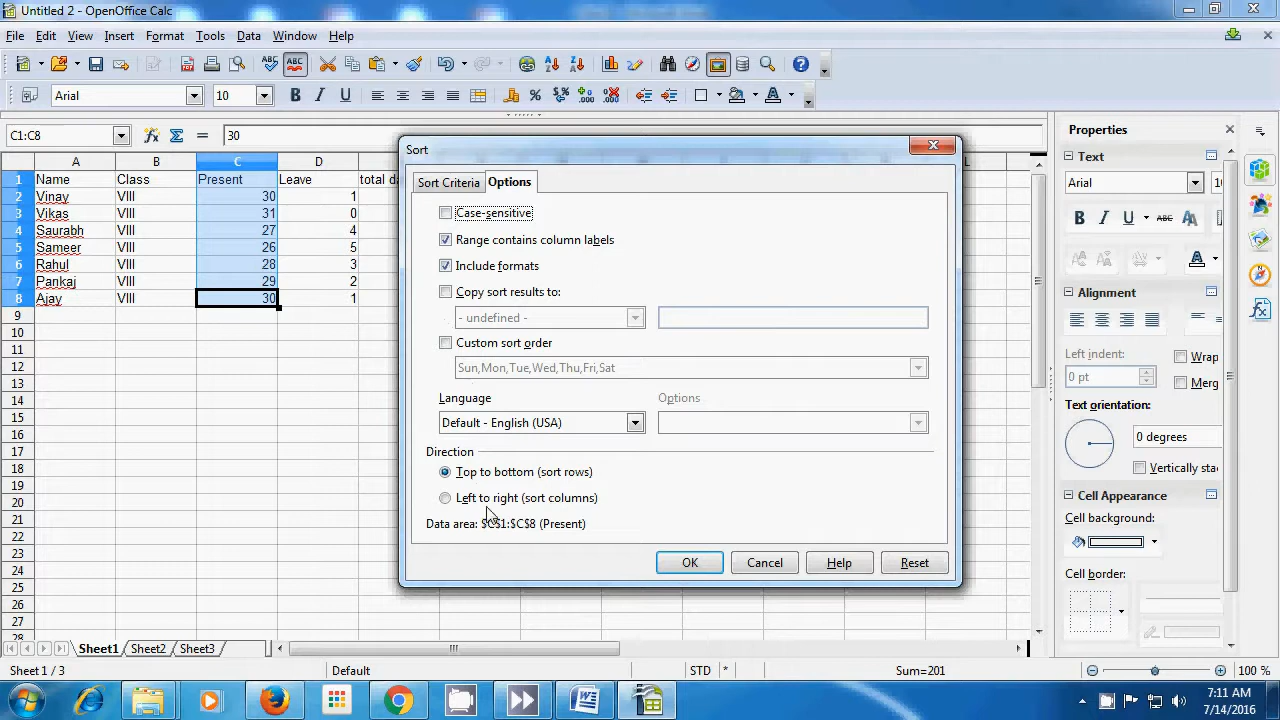 Untitled 2 - OpenOffice Calc
File Edit View Insert Format Tools Data Window Help
Arial 10
C1:C8 30
A B C D L
1 Name Class Present Leave total da
2 Vinay VIII 30 1
3 Vikas VIII 31 0
4 Saurabh VIII 27 4
5 Sameer VIII 26 5
6 Rahul VIII 28 3
7 Pankaj VIII 29 2
8 Ajay VIII 30 1
9
10
11
12
13
14
15
16
17
18
19
20
21
22
23
24
25
26
27
28
Sort
Sort Criteria Options
Case-sensitive
Range contains column labels
Include formats
Copy sort results to:
- undefined -
Custom sort order
Sun,Mon,Tue,Wed,Thu,Fri,Sat
Language Options
Default - English (USA)
Direction
Top to bottom (sort rows)
Left to right (sort columns)
Data area: $C$1:$C$8 (Present)
OK Cancel Help Reset
Properties
Text
Arial
B I U ABC A
Alignment
Left indent: Wrap
0 pt Merg
Text orientation:
0 degrees
Vertically stac
Cell Appearance
Cell background:
Cell border:
Sheet1 Sheet2 Sheet3
Sheet 1 / 3 Default STD * Sum=201 100 %
7:11 AM
7/14/2016